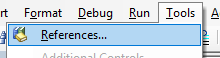 Format Debug Run Tools
References...
Additional Controls